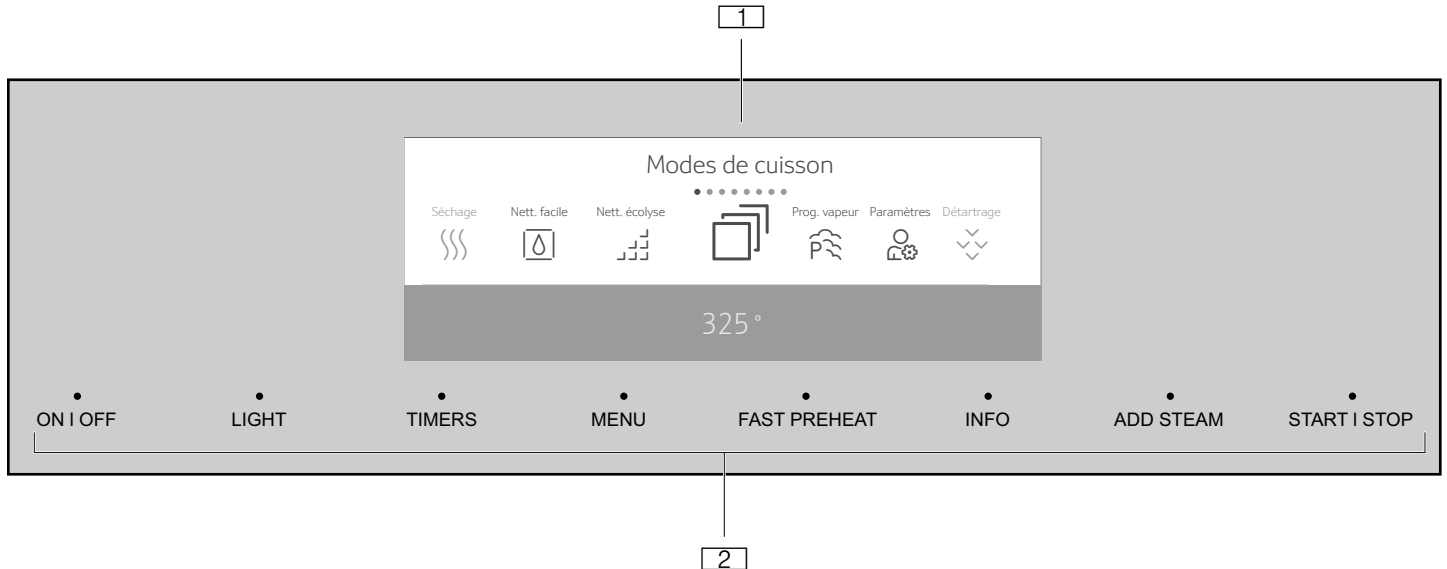 1
Modes de cuisson
Séchage Nett. facile Nett. écolyse Prog. vapeur Paramètres Détartrage
P
325°
ON I OFF LIGHT TIMERS MENU FAST PREHEAT INFO ADD STEAM START I STOP
2